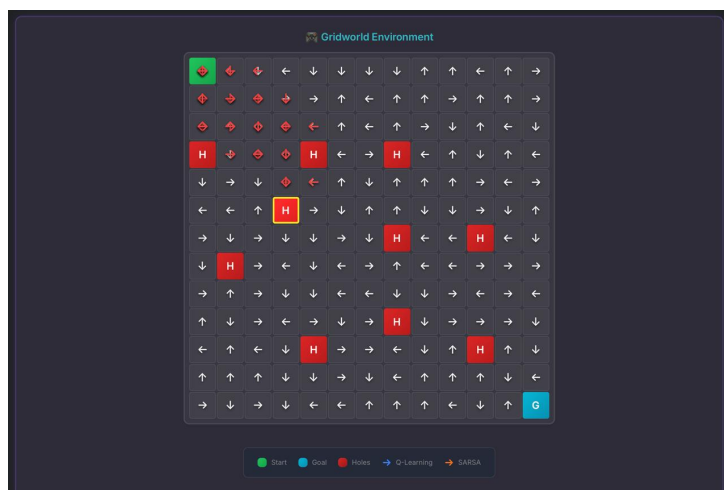 Gridworld Environment
H H H
H
H H
H
H
H H
G
Start Goal Holes Q-Learning SARSA